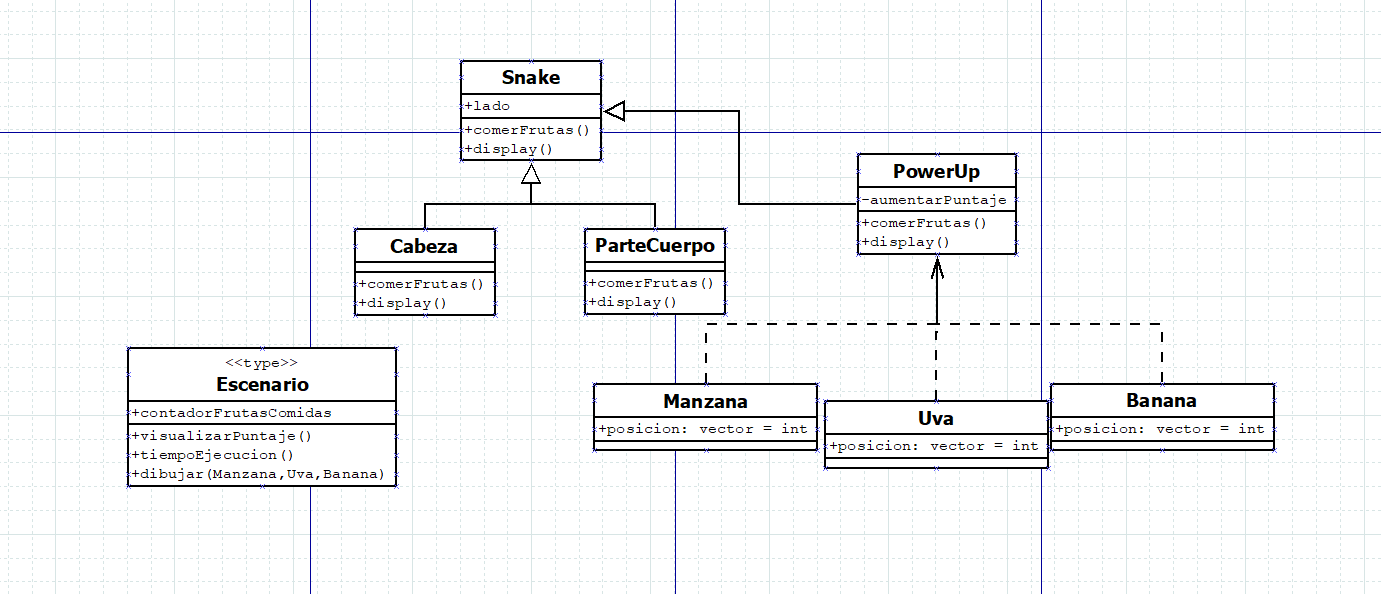 Snake
+lado
+comerFrutas()
+display()
PowerUp
-aumentarPuntaje
+comerFrutas()
+display()
Cabeza
+comerFrutas()
+display()
ParteCuerpo
+comerFrutas()
+display()
<<type>>
Escenario
+contadorFrutasComidas
+visualizarPuntaje()
+tiempoEjecucion()
+dibujar(Manzana,Uva,Banana)
Manzana
+posicion: vector = int
Uva
+posicion: vector = int
Banana
+posicion: vector = int